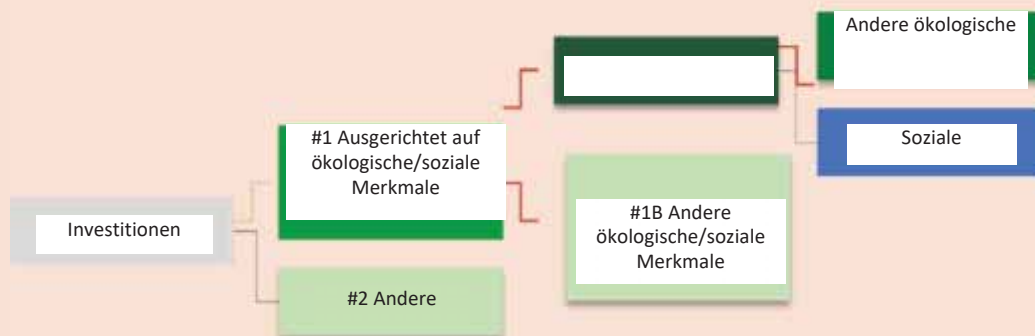 Investitionen
#1 Ausgerichtet auf
ökologische/soziale
Merkmale
#2 Andere
#1B Andere
ökologische/soziale
Merkmale
Andere ökologische
Soziale